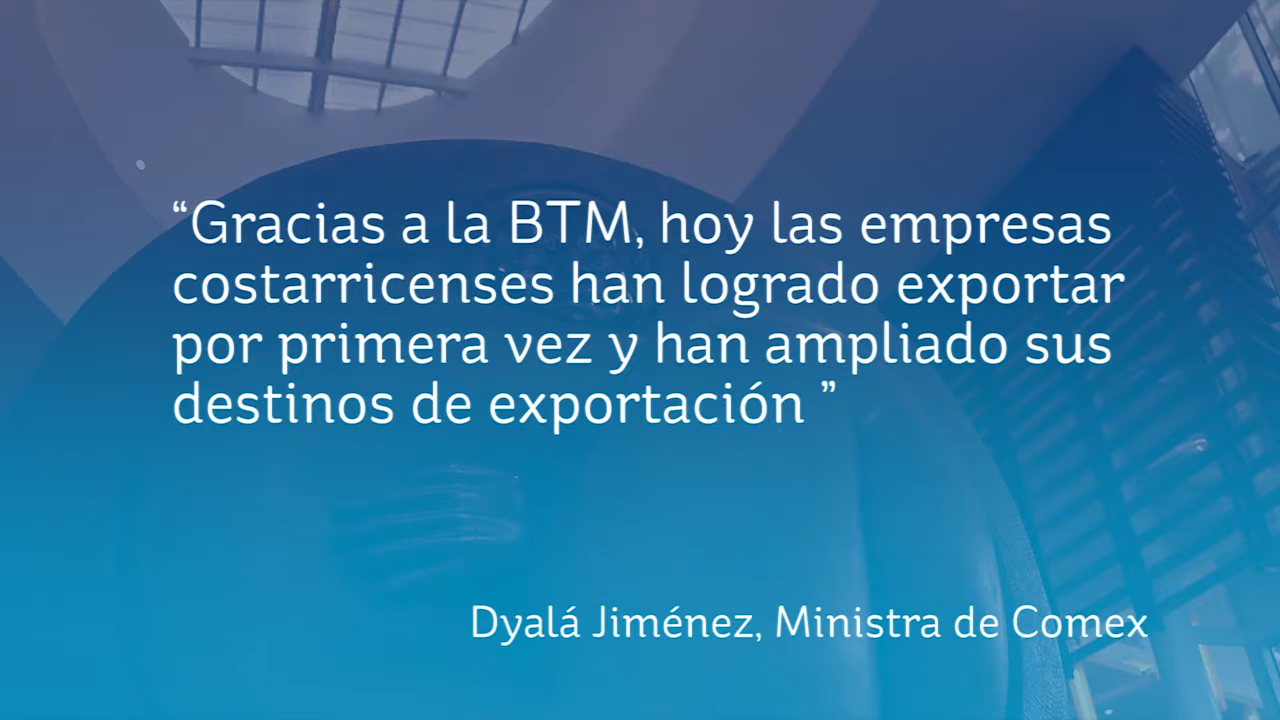 “Gracias a la BTM, hoy las empresas
costarricenses han logrado exportar
por primera vez y han ampliado sus
destinos de exportación ”
Dyalá Jiménez, Ministra de Comex